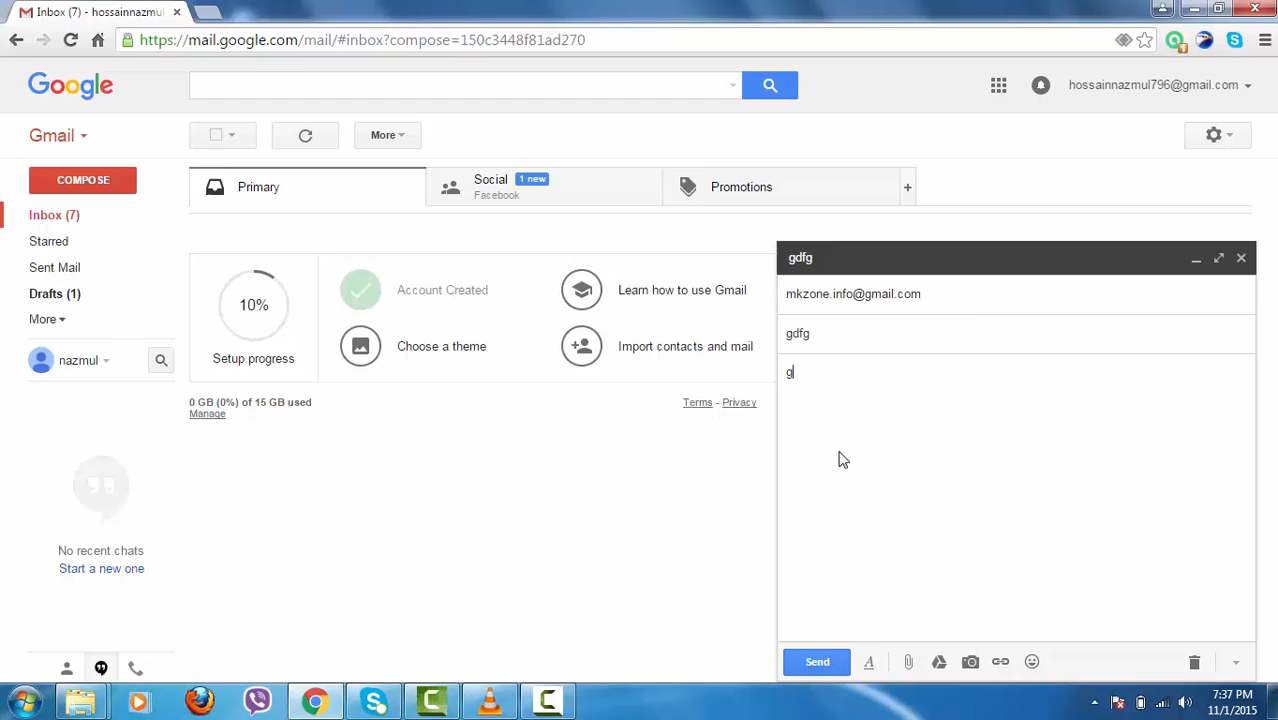 Inbox (7) - hossainnazmul
https://mail.google.com/mail/#inbox?compose=150c3448f81ad270
Google
hossainnazmul796@gmail.com
Gmail
More
COMPOSE
Primary
Social 1 new
Facebook
Promotions
+
Inbox (7)
Starred
Sent Mail
Drafts (1)
More
nazmul
10%
Setup progress
Account Created
Learn how to use Gmail
Choose a theme
Import contacts and mail
0 GB (0%) of 15 GB used
Manage
Terms - Privacy
No recent chats
Start a new one
gdfg
mkzone.info@gmail.com
gdfg
g
Send
A
7:37 PM
11/1/2015